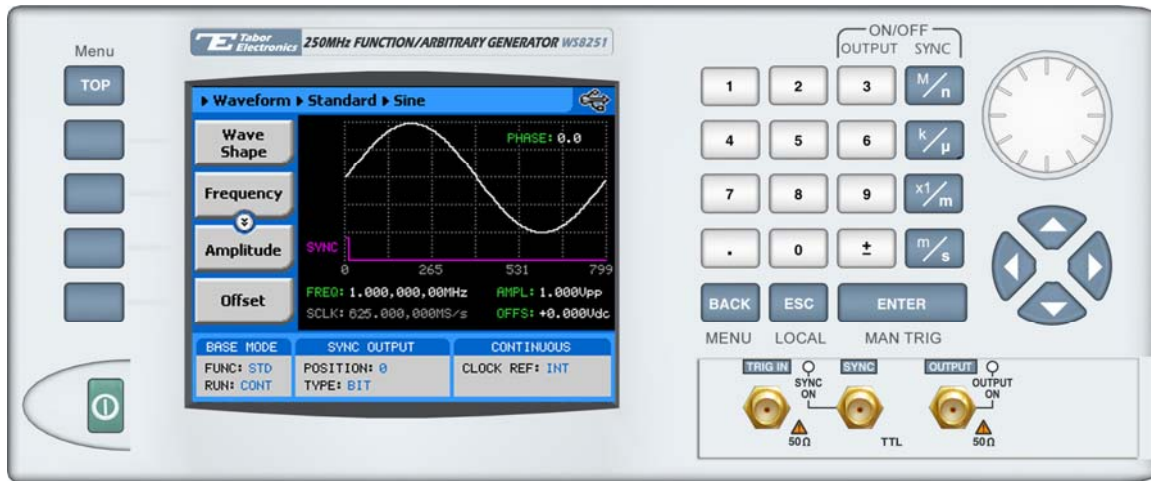 Menu
TOP
TE Tabor Electronics 250MHz FUNCTION/ARBITRARY GENERATOR WS8251
Waveform Standard Sine
Wave Shape
Frequency
Amplitude
Offset
PHASE: 0.0
SYNC
0 265 531 799
FREQ: 1.000,000,00MHz AMPL: 1.000Vpp
SCLK: 625.000,000MS/s OFFS: +0.000Vdc
BASE MODE SYNC OUTPUT CONTINUOUS
FUNC: STD POSITION: 0 CLOCK REF: INT
RUN: CONT TYPE: BIT
ON/OFF
OUTPUT SYNC
1 2 3 M/n
4 5 6 k/µ
7 8 9 x1/m
. 0 ± m/s
BACK ESC ENTER
MENU LOCAL MAN TRIG
TRIG IN SYNC OUTPUT
SYNC ON
OUTPUT ON
50Ω TTL 50Ω